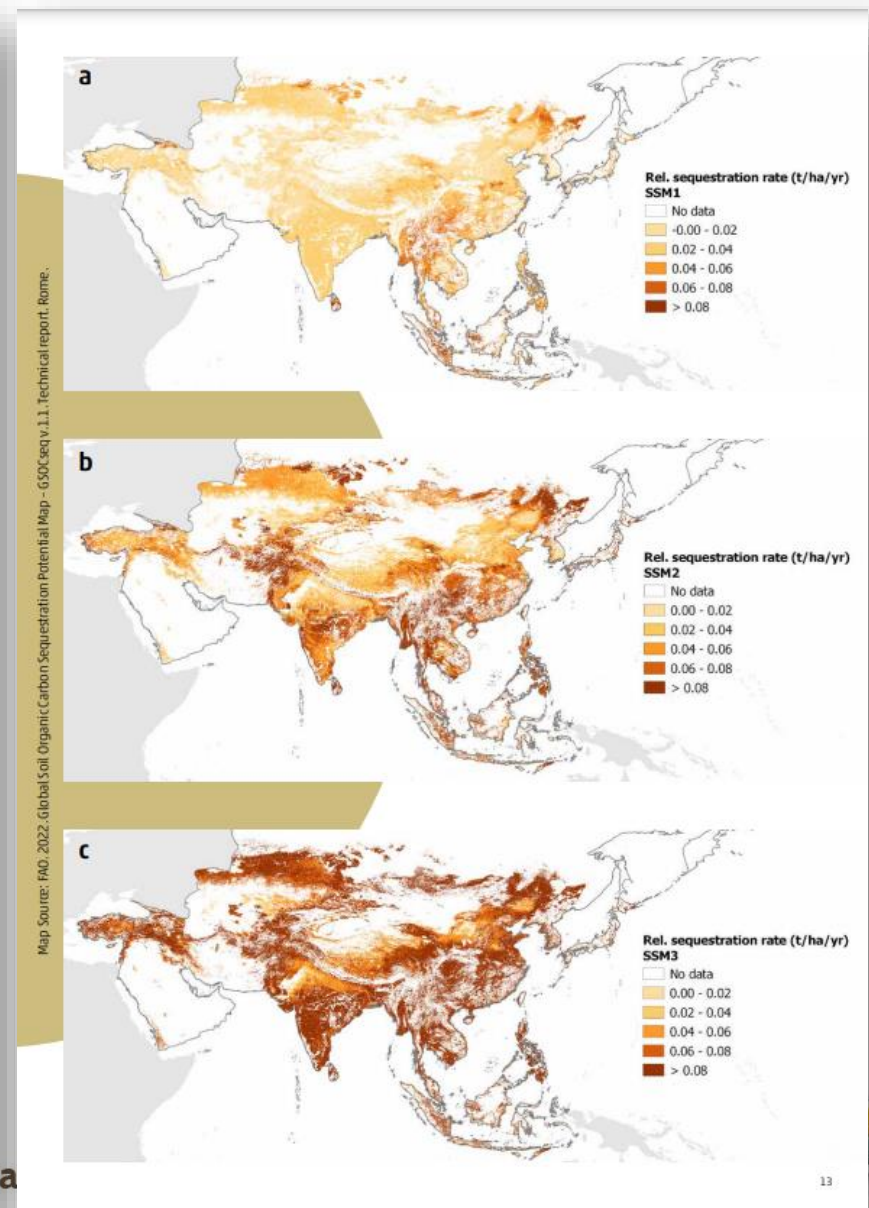 a
Rel. sequestration rate (t/ha/yr)
SSM1
No data
-0.00 - 0.02
0.02 - 0.04
0.04 - 0.06
0.06 - 0.08
> 0.08
b
Rel. sequestration rate (t/ha/yr)
SSM2
No data
0.00 - 0.02
0.02 - 0.04
0.04 - 0.06
0.06 - 0.08
> 0.08
c
Rel. sequestration rate (t/ha/yr)
SSM3
No data
0.00 - 0.02
0.02 - 0.04
0.04 - 0.06
0.06 - 0.08
> 0.08
Map Source: FAO. 2022. Global Soil Organic Carbon Sequestration Potential Map – GSOCseq v.1.1. Technical report. Rome.
a
13